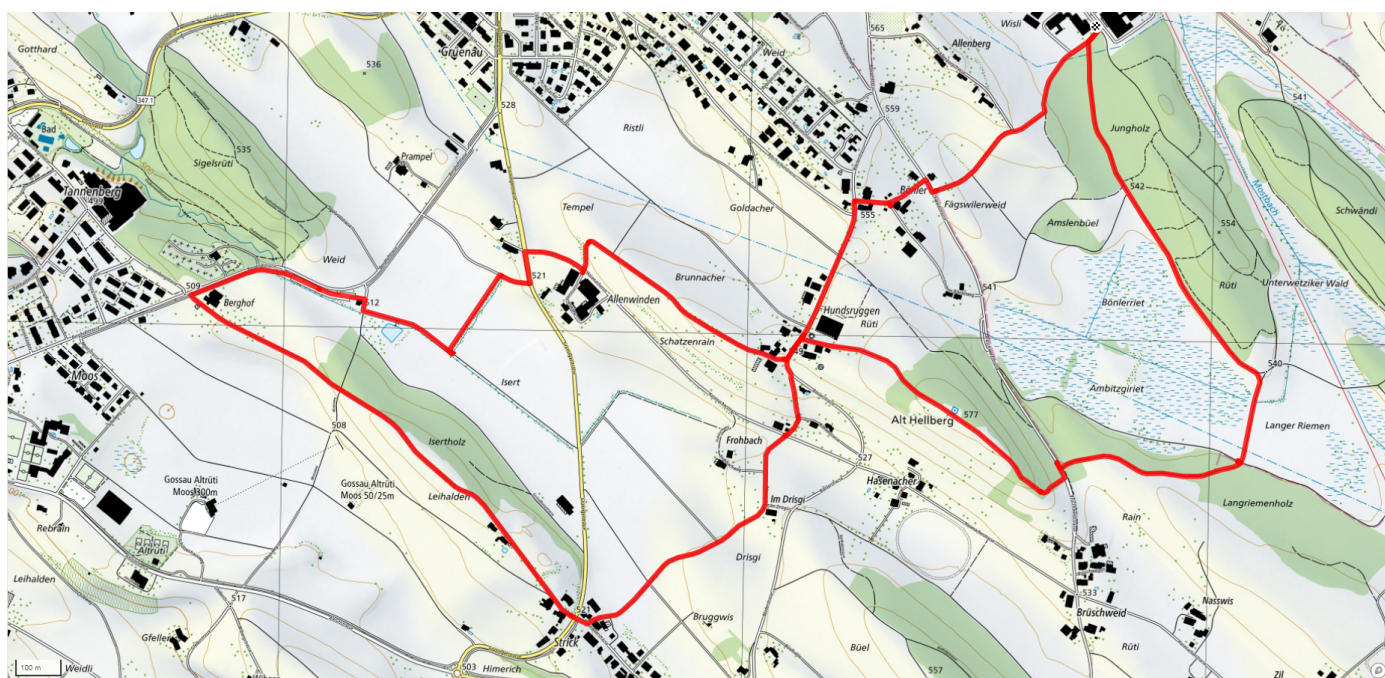 Gotthard
536
Gruenau
347.1
528
Weid
565
Wisli
Allenberg
541
559
Bad
Sigelsrüti
535
Prampel
Ristli
Jungholz
Tannenberg
499
Tempel
Goldacher
555
Bönler
Fägswilerweid
542
Amslenbüel
554
Mostbach
Schwändi
Weid
509
Berghof
512
521
Allenwinden
Brunnacher
541
Rüti
Unterwetziker Wald
Bönlerriet
Hundsruggen
Rüti
Schatzenrain
Moos
Isert
540
Ambitzgiriet
577
Alt Hellberg
Langer Riemen
508
Isertholz
Frohbach
527
Hasenacher
Gossau Altrüti
Moos 300m
Gossau Altrüti
Moos 50/25m
Leihalden
Im Drisgi
Langriemenholz
Rebrain
Rain
Altrüti
Drisgi
Leihalden
517
521
533
Nasswis
Bruggwis
Brüschweid
Gfeller
Strick
Büel
Rüti
100 m
Weidli
503
Himerich
557
Zil